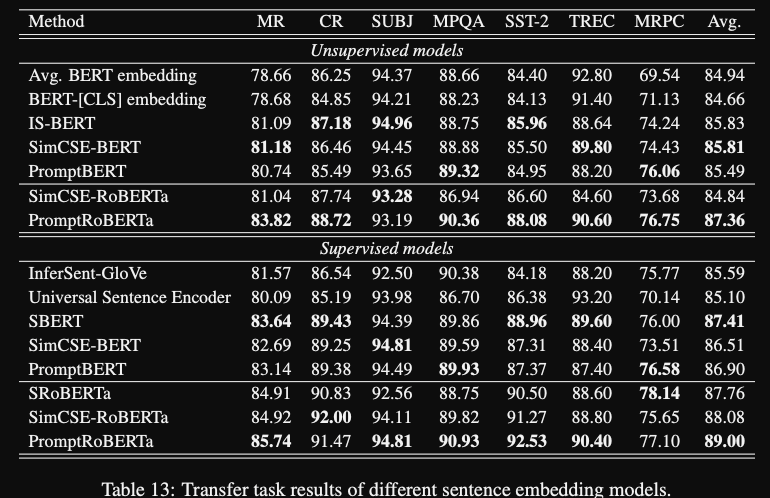 Method MR CR SUBJ MPQA SST-2 TREC MRPC Avg.
Unsupervised models
Avg. BERT embedding 78.66 86.25 94.37 88.66 84.40 92.80 69.54 84.94
BERT-[CLS] embedding 78.68 84.85 94.21 88.23 84.13 91.40 71.13 84.66
IS-BERT 81.09 87.18 94.96 88.75 85.96 88.64 74.24 85.83
SimCSE-BERT 81.18 86.46 94.45 88.88 85.50 89.80 74.43 85.81
PromptBERT 80.74 85.49 93.65 89.32 84.95 88.20 76.06 85.49
SimCSE-RoBERTa 81.04 87.74 93.28 86.94 86.60 84.60 73.68 84.84
PromptRoBERTa 83.82 88.72 93.19 90.36 88.08 90.60 76.75 87.36
Supervised models
InferSent-GloVe 81.57 86.54 92.50 90.38 84.18 88.20 75.77 85.59
Universal Sentence Encoder 80.09 85.19 93.98 86.70 86.38 93.20 70.14 85.10
SBERT 83.64 89.43 94.39 89.86 88.96 89.60 76.00 87.41
SimCSE-BERT 82.69 89.25 94.81 89.59 87.31 88.40 73.51 86.51
PromptBERT 83.14 89.38 94.49 89.93 87.37 87.40 76.58 86.90
SRoBERTa 84.91 90.83 92.56 88.75 90.50 88.60 78.14 87.76
SimCSE-RoBERTa 84.92 92.00 94.11 89.82 91.27 88.80 75.65 88.08
PromptRoBERTa 85.74 91.47 94.81 90.93 92.53 90.40 77.10 89.00
Table 13: Transfer task results of different sentence embedding models.